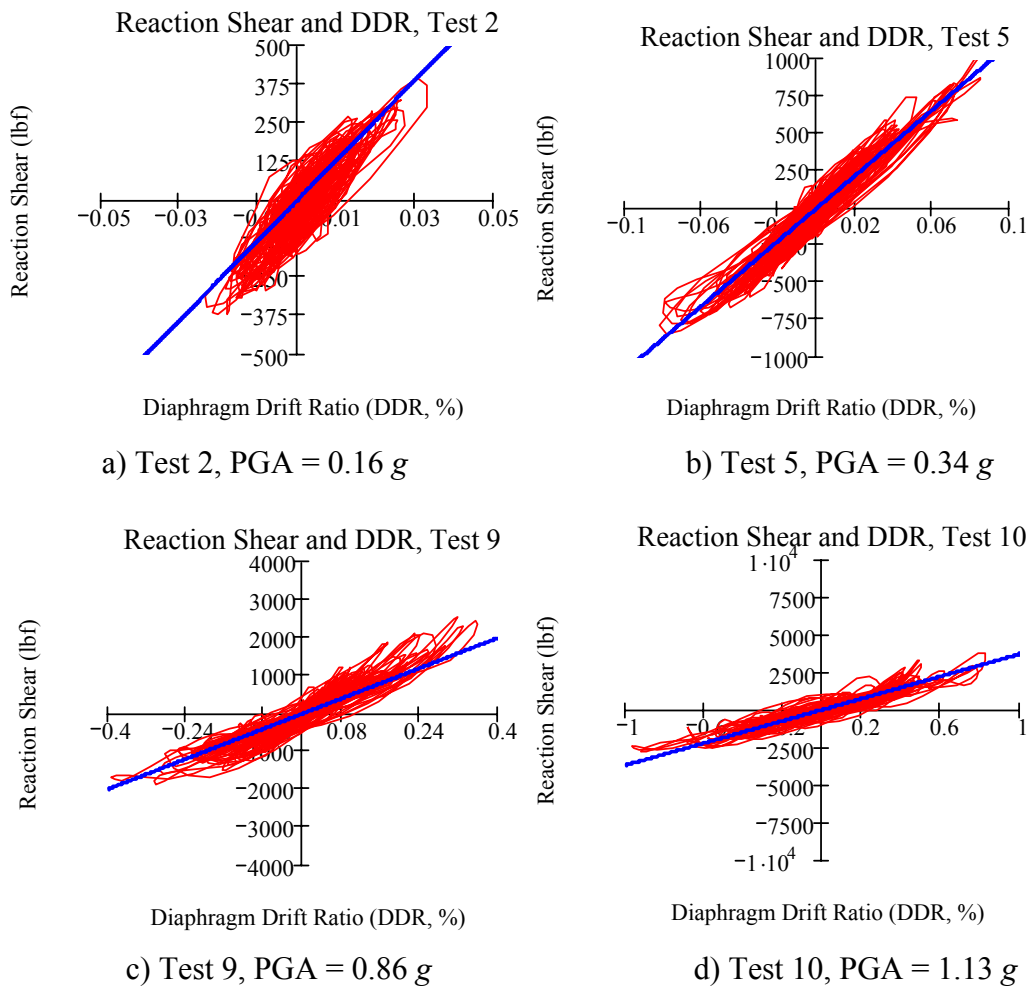 Reaction Shear and DDR, Test 2
500
375
250
125
−0.05 −0.03 0.01 0.03 0.05
−375
−500
Reaction Shear (lbf)
Diaphragm Drift Ratio (DDR, %)
a) Test 2, PGA = 0.16 g
Reaction Shear and DDR, Test 5
1000
750
500
250
−0.1 −0.06 0.02 0.06 0.1
−500
−750
−1000
Reaction Shear (lbf)
Diaphragm Drift Ratio (DDR, %)
b) Test 5, PGA = 0.34 g
Reaction Shear and DDR, Test 9
4000
3000
2000
1000
−0.4 −0.24 0.08 0.24 0.4
−2000
−3000
−4000
Reaction Shear (lbf)
Diaphragm Drift Ratio (DDR, %)
c) Test 9, PGA = 0.86 g
Reaction Shear and DDR, Test 10
1·10⁴
7500
5000
2500
−1 0.2 0.6 1
−2500
−5000
−7500
−1·10⁴
Reaction Shear (lbf)
Diaphragm Drift Ratio (DDR, %)
d) Test 10, PGA = 1.13 g